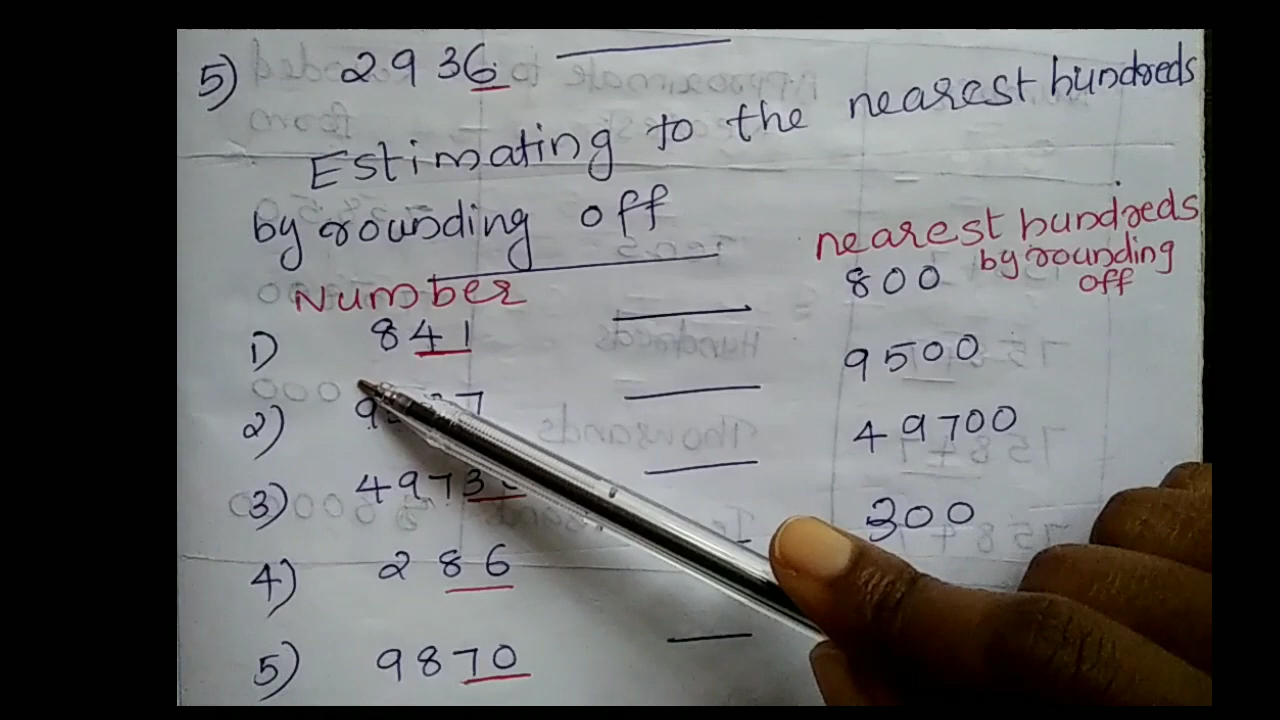 5) 2936
Estimating to the nearest hundreds
by rounding off
Number nearest hundreds
by rounding
off
1) 841 800
2) 9500
3) 4973 49700
4) 286 300
5) 9870